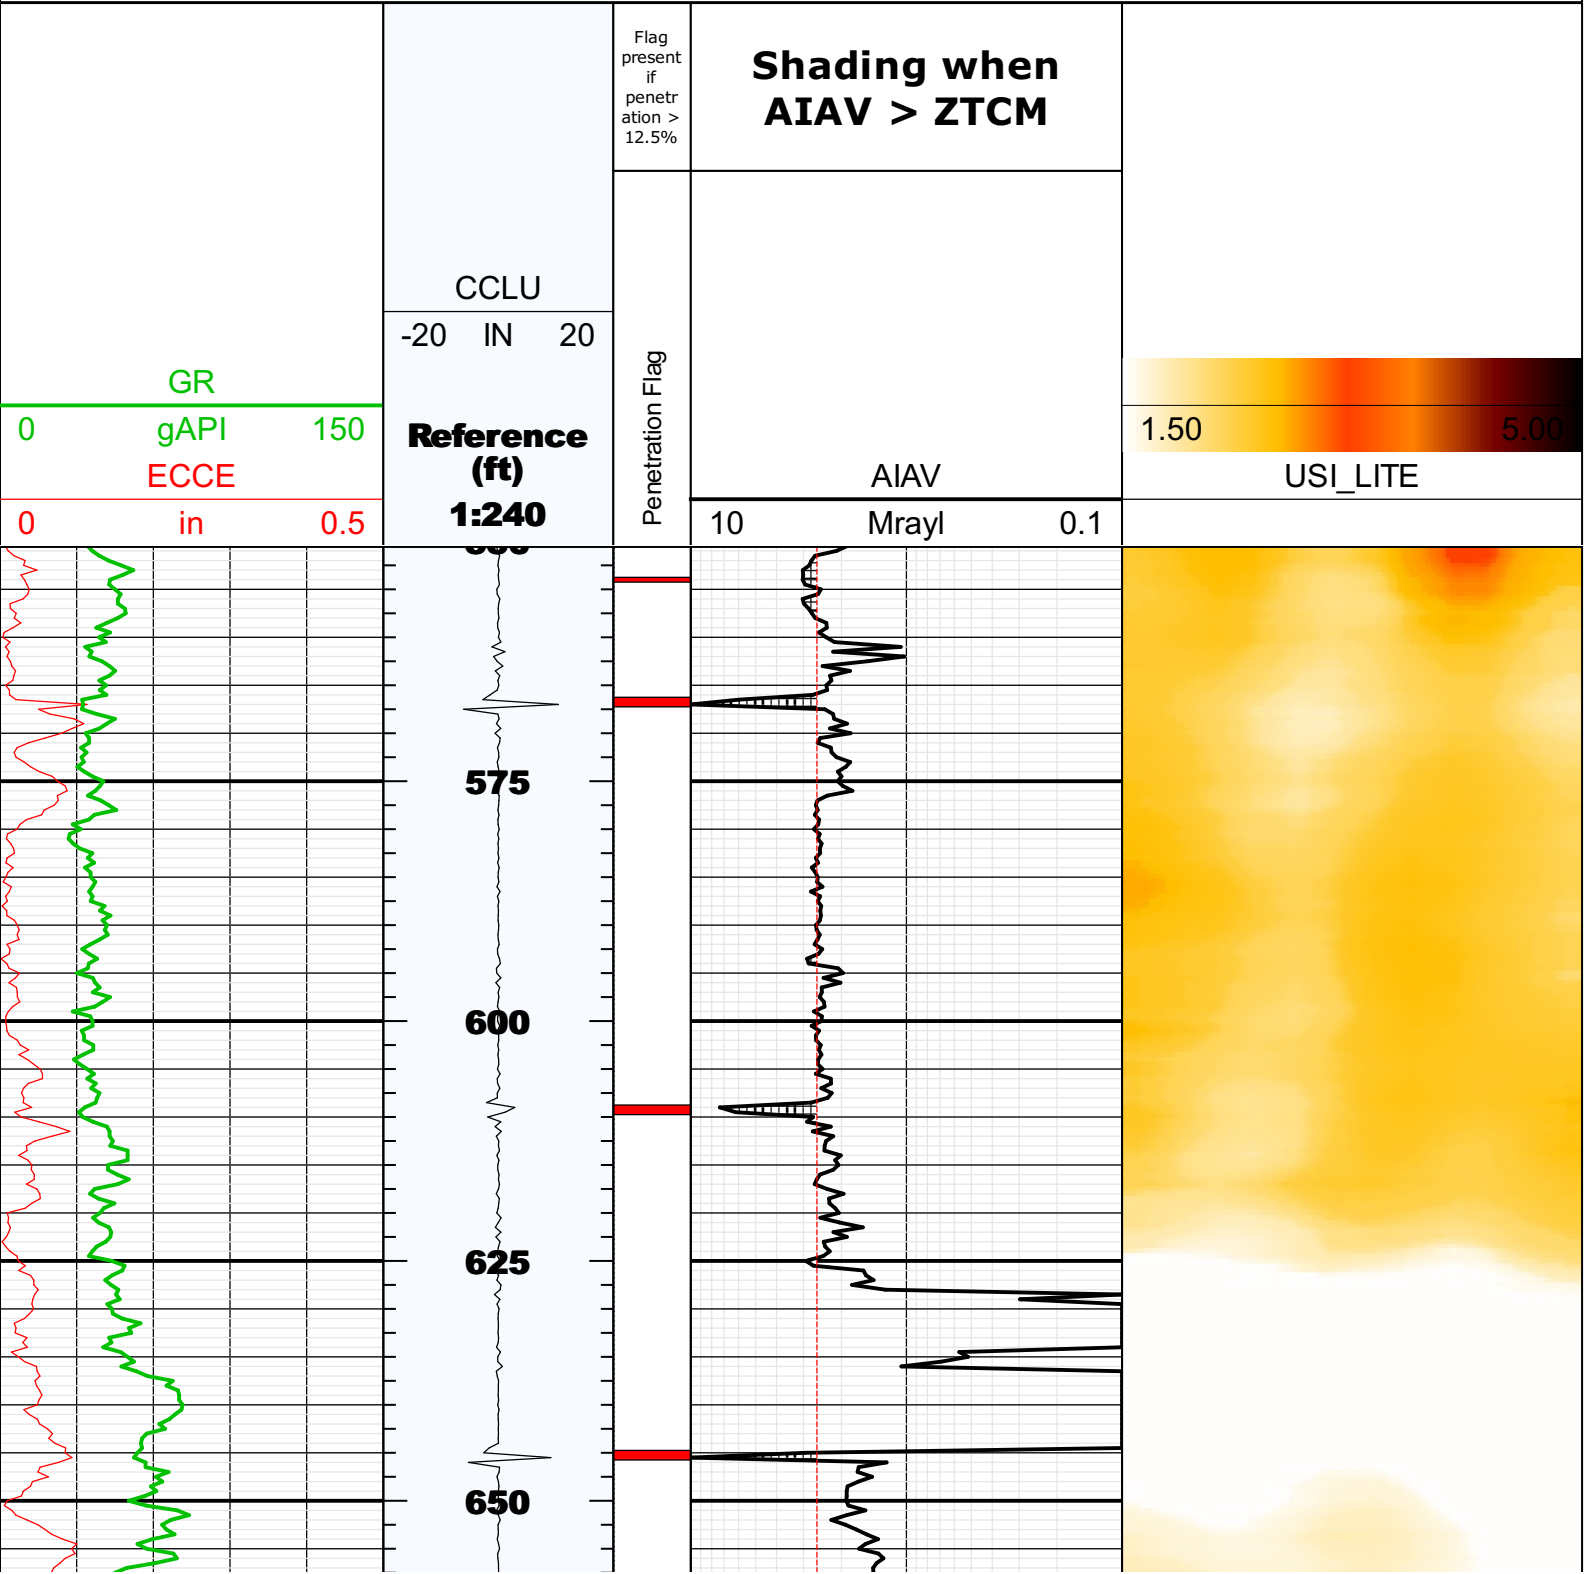 Flag
present
if
penetr
ation >
12.5%
Shading when
AIAV > ZTCM
CCLU
-20 IN 20
GR
0 gAPI 150
ECCE
0 in 0.5
Reference
(ft)
1:240
Penetration Flag
AIAV
10 Mrayl 0.1
1.50 5.00
USI_LITE
575
600
625
650